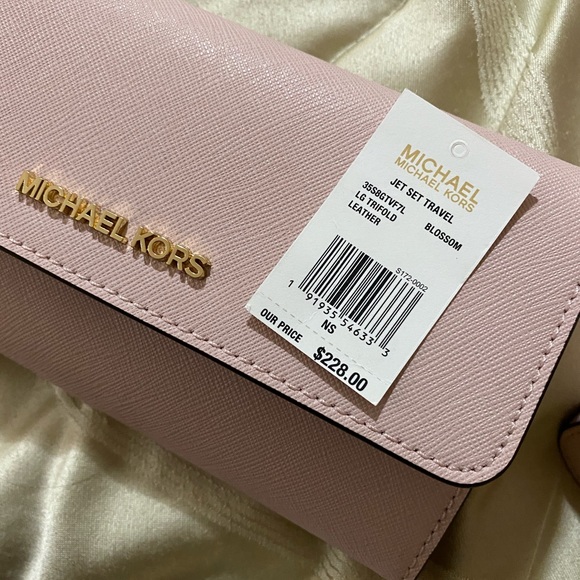 MICHAEL KORS
MICHAEL
MICHAEL KORS
JET SET TRAVEL
35S8GTVF7L BLOSSOM
LG TRIFOLD
LEATHER
S172-0002
1 91935 54633 3
NS
OUR PRICE $228.00